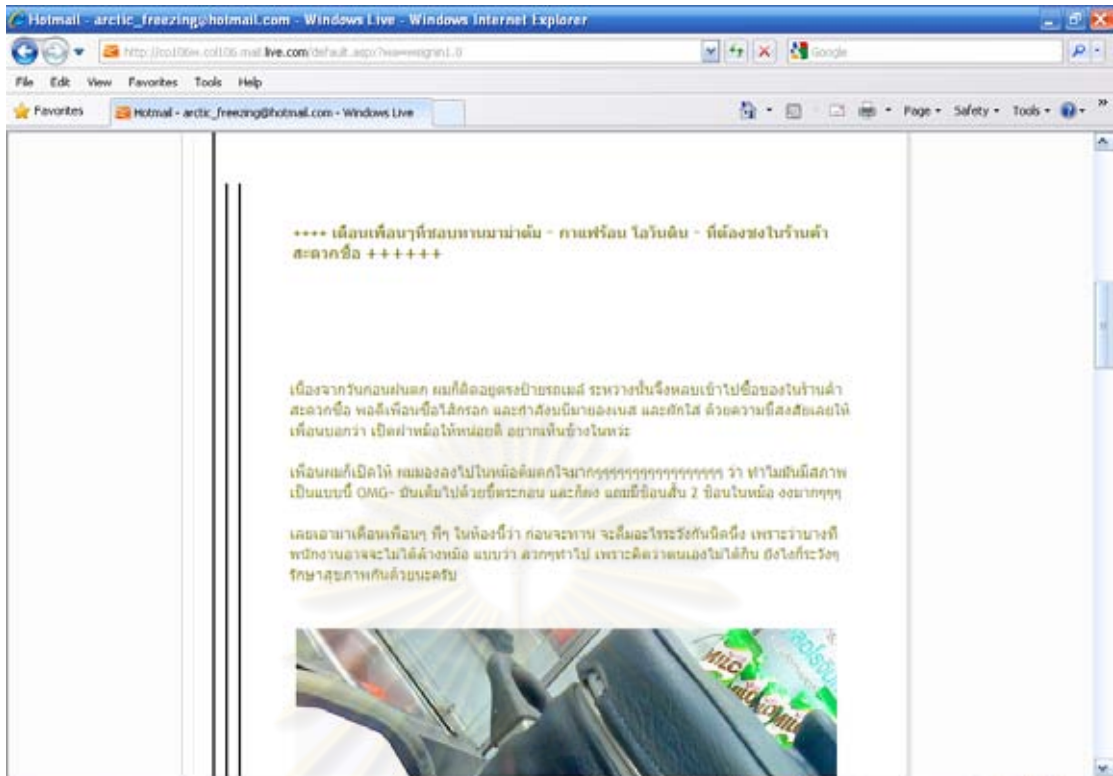 Hotmail - arctic_freezing@hotmail.com - Windows Live - Windows Internet Explorer
Google
File Edit View Favorites Tools Help
Favorites
Hotmail - arctic_freezing@hotmail.com - Windows Live
Page Safety Tools
++++ เตือนเพื่อนๆที่ชอบทานมาม่าต้ม - กาแฟร้อน โอวันติน - ที่ต้องชงในร้านค้า
สะดวกซื้อ ++++++
เนื่องจากวันก่อนฝนตก ผมก็ติดอยู่ตรงป้ายรถเมล์ ระหว่างนั้นจึงหลบเข้าไปซื้อของในร้านค้า
สะดวกซื้อ พอดีเพื่อนซื้อไส้กรอก และกำลังบีบมายองเนส และผักใส่ ด้วยความขี้สงสัยเลยให้
เพื่อนบอกว่า เปิดฝาหม้อให้หน่อยดิ อยากเห็นข้างในหว่ะ
เพื่อนผมก็เปิดให้ ผมมองลงไปในหม้อต้มตกใจมากๆๆๆๆๆๆๆๆๆๆๆๆๆๆๆๆๆ ว่า ทำไมมันมีสภาพ
เป็นแบบนี้ OMG~ มันเต็มไปด้วยขี้ตระกอน และก็ผง แถมมีช้อนสั้น 2 ช้อนในหม้อ งงมากๆๆๆ
เลยเอามาเตือนเพื่อนๆ พี่ๆ ในห้องนี้ว่า ก่อนจะทาน จะดื่มอะไรระวังกันนิดนึง เพราะว่าบางที
พนักงานอาจจะไม่ได้ล้างหม้อ แบบว่า ลวกๆทำไป เพราะคิดว่าตนเองไม่ได้กิน ยังไงก็ระวังๆ
รักษาสุขภาพกันด้วยนะครับ